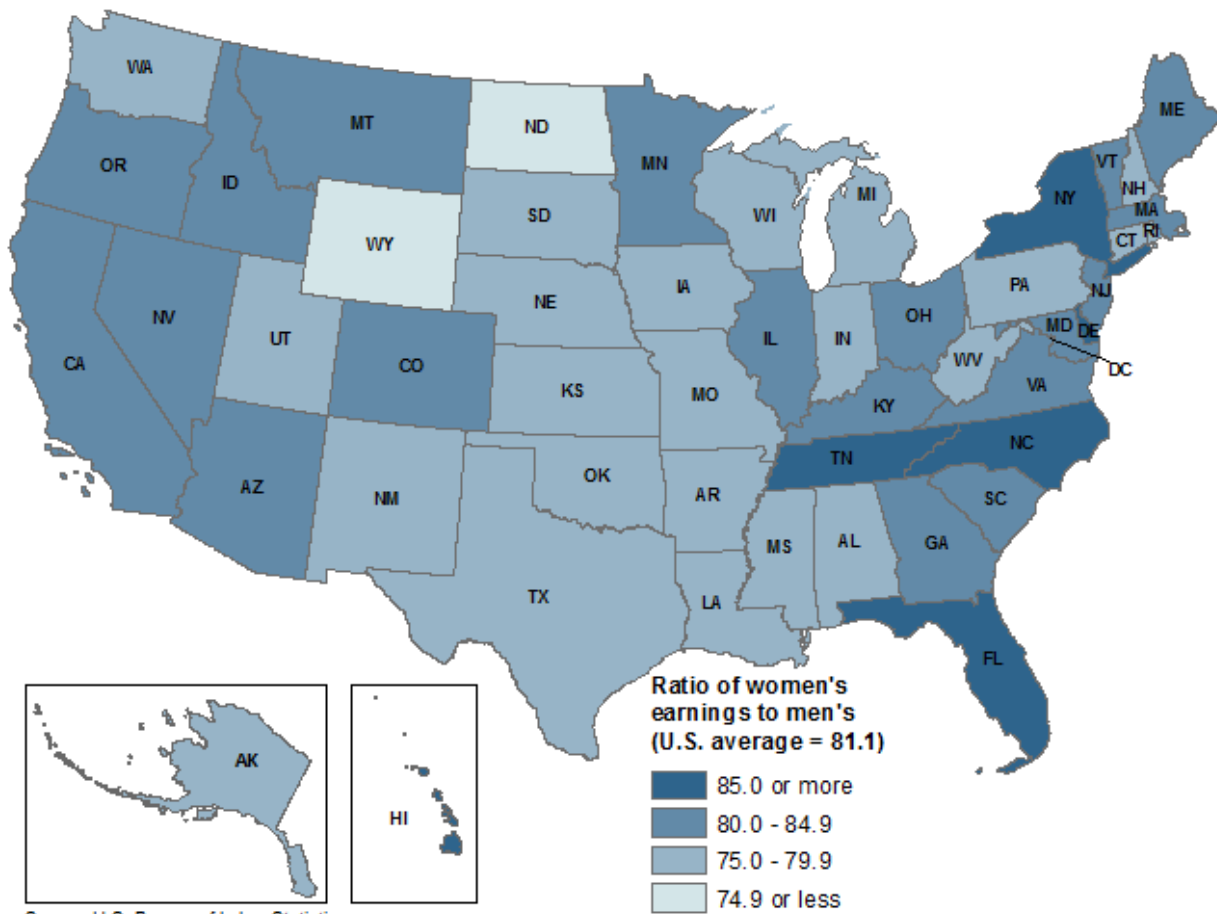 WA
MT
ND
MN
ME
OR
ID
SD
WI
MI
VT
NH
NY
MA
RI
CT
WY
IA
PA
NJ
NE
NV
UT
CO
IL
IN
OH
MD
DE
WV
DC
CA
KS
MO
KY
VA
TN
NC
AZ
NM
OK
AR
SC
MS
AL
GA
TX
LA
FL
AK
HI
Ratio of women's
earnings to men's
(U.S. average = 81.1)
85.0 or more
80.0 - 84.9
75.0 - 79.9
74.9 or less